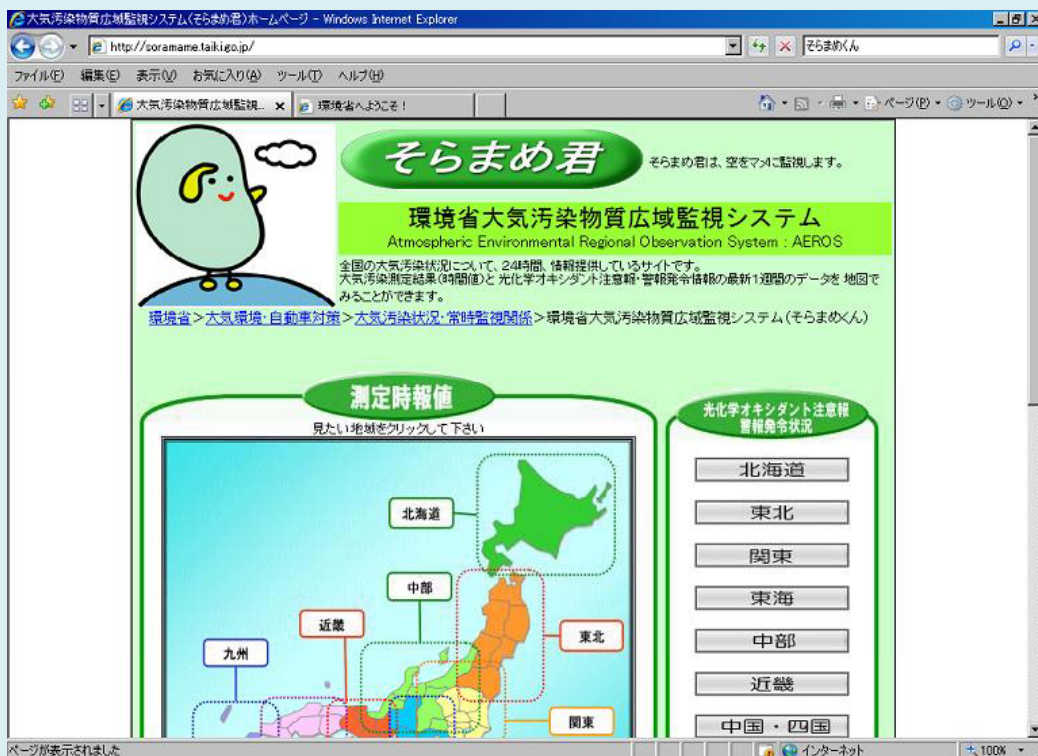 大気汚染物質広域監視システム(そらまめ君)ホームページ - Windows Internet Explorer
http://soramame.taiki.go.jp/
そらまめくん
ファイル(F) 編集(E) 表示(V) お気に入り(A) ツール(T) ヘルプ(H)
大気汚染物質広域監視...
環境省へようこそ!
ページ(P) ツール(O)
そらまめ君
そらまめ君は、空をマメに監視します。
環境省大気汚染物質広域監視システム
Atmospheric Environmental Regional Observation System : AEROS
全国の大気汚染状況について、24時間、情報提供しているサイトです。
大気汚染測定結果(時間値)と光化学オキシダント注意報・警報発令情報の最新1週間のデータを地図で
みることができます。
環境省>大気環境・自動車対策>大気汚染状況・常時監視関係>環境省大気汚染物質広域監視システム(そらまめくん)
測定時報値
見たい地域をクリックして下さい
北海道
中部
近畿
東北
九州
関東
光化学オキシダント注意報
警報発令状況
北海道
東北
関東
東海
中部
近畿
中国・四国
ページが表示されました
インターネット
100%